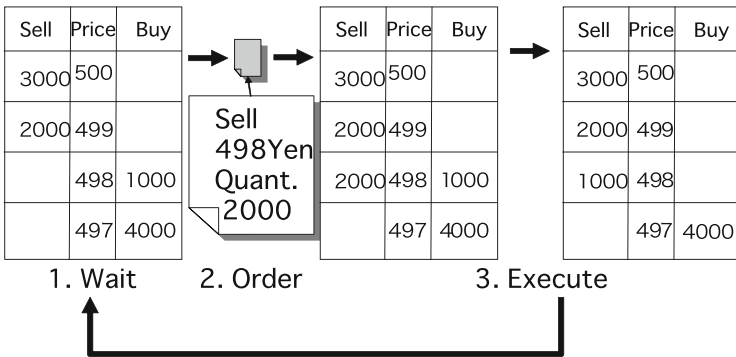 Sell Price Buy
3000 500
2000 499
498 1000
497 4000
Sell
498Yen
Quant.
2000
Sell Price Buy
3000 500
2000 499
2000 498 1000
497 4000
Sell Price Buy
3000 500
2000 499
1000 498
497 4000
1. Wait
2. Order
3. Execute